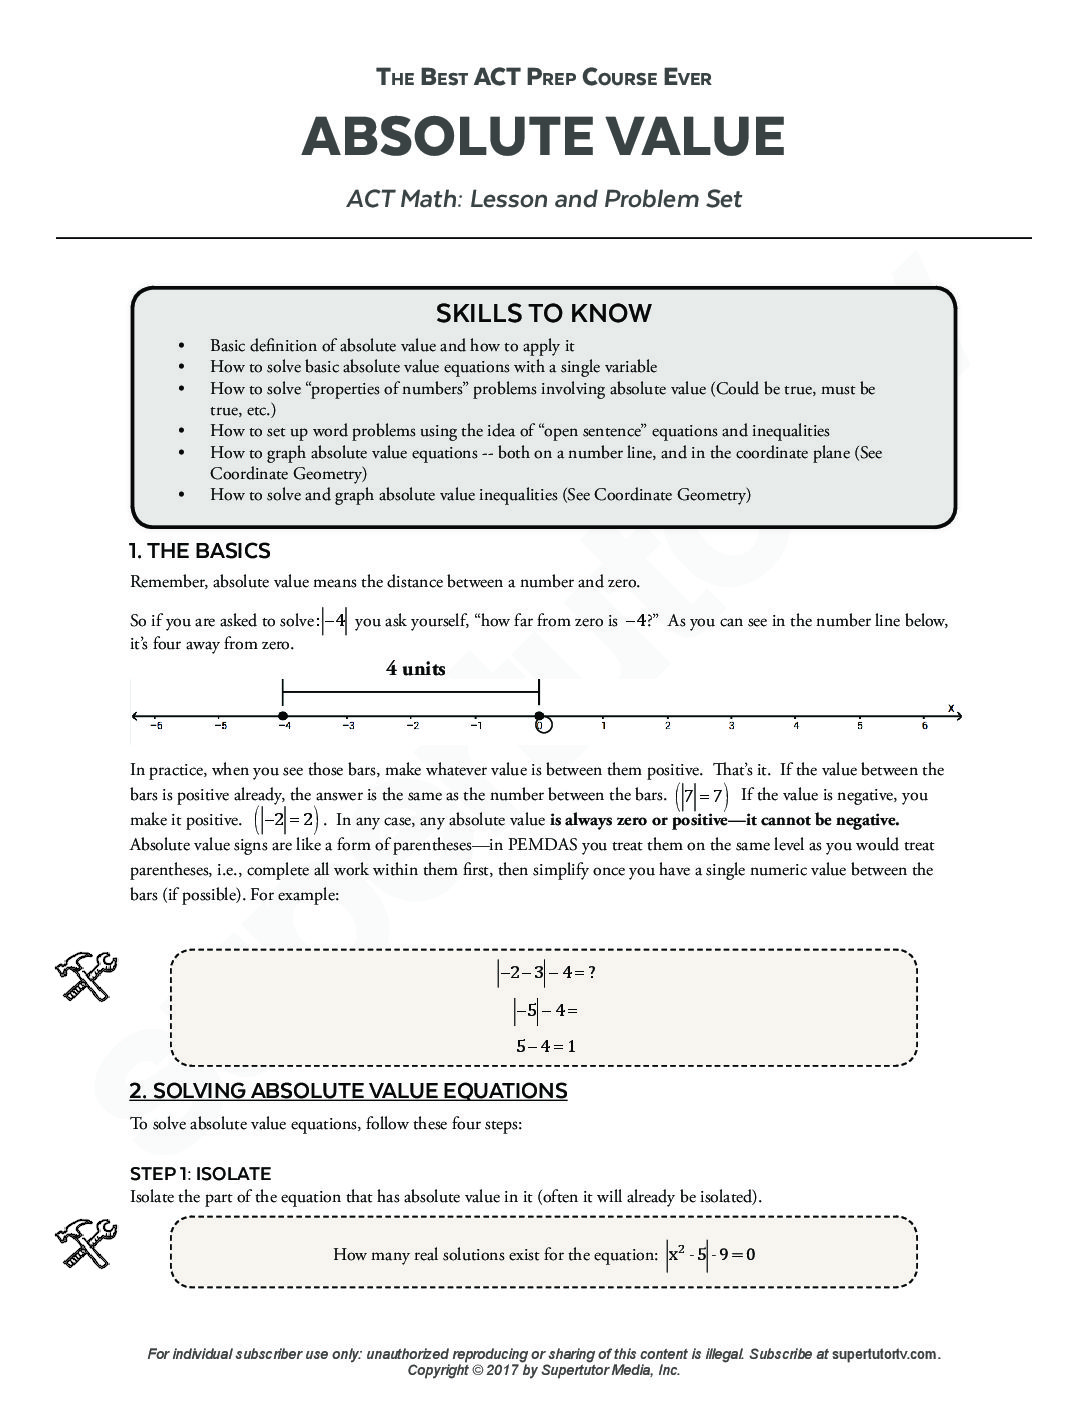 THE BEST ACT PREP COURSE EVER
ABSOLUTE VALUE
ACT Math: Lesson and Problem Set
SKILLS TO KNOW
• Basic definition of absolute value and how to apply it
• How to solve basic absolute value equations with a single variable
• How to solve “properties of numbers” problems involving absolute value (Could be true, must be
true, etc.)
• How to set up word problems using the idea of “open sentence” equations and inequalities
• How to graph absolute value equations -- both on a number line, and in the coordinate plane (See
Coordinate Geometry)
• How to solve and graph absolute value inequalities (See Coordinate Geometry)
1. THE BASICS
Remember, absolute value means the distance between a number and zero.
So if you are asked to solve: |−4| you ask yourself, “how far from zero is −4?” As you can see in the number line below,
it’s four away from zero.
4 units
x
−6 −5 −4 −3 −2 −1 0 1 2 3 4 5 6
In practice, when you see those bars, make whatever value is between them positive. That’s it. If the value between the
bars is positive already, the answer is the same as the number between the bars. (|7| = 7) If the value is negative, you
make it positive. (|−2| = 2). In any case, any absolute value is always zero or positive—it cannot be negative.
Absolute value signs are like a form of parentheses—in PEMDAS you treat them on the same level as you would treat
parentheses, i.e., complete all work within them first, then simplify once you have a single numeric value between the
bars (if possible). For example:
|−2−3| − 4 = ?
|−5| − 4 =
5 − 4 = 1
2. SOLVING ABSOLUTE VALUE EQUATIONS
To solve absolute value equations, follow these four steps:
STEP 1: ISOLATE
Isolate the part of the equation that has absolute value in it (often it will already be isolated).
How many real solutions exist for the equation: |x² - 5| - 9 = 0
For individual subscriber use only: unauthorized reproducing or sharing of this content is illegal. Subscribe at supertutortv.com.
Copyright © 2017 by Supertutor Media, Inc.